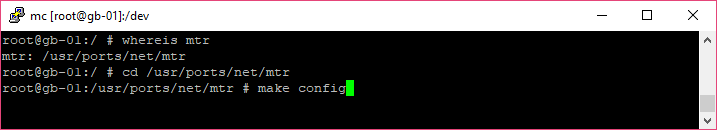 mc [root@gb-01]:/dev
root@gb-01:/ # whereis mtr
mtr: /usr/ports/net/mtr
root@gb-01:/ # cd /usr/ports/net/mtr
root@gb-01:/usr/ports/net/mtr # make config